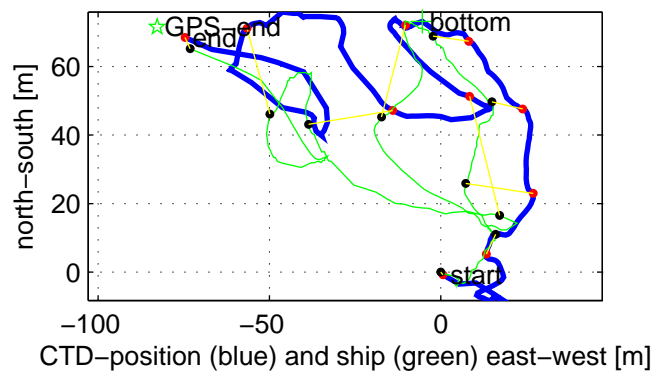 GPS-end
end
bottom
60
40
20
0
start
north-south [m]
-100
-50
0
CTD-position (blue) and ship (green) east-west [m]